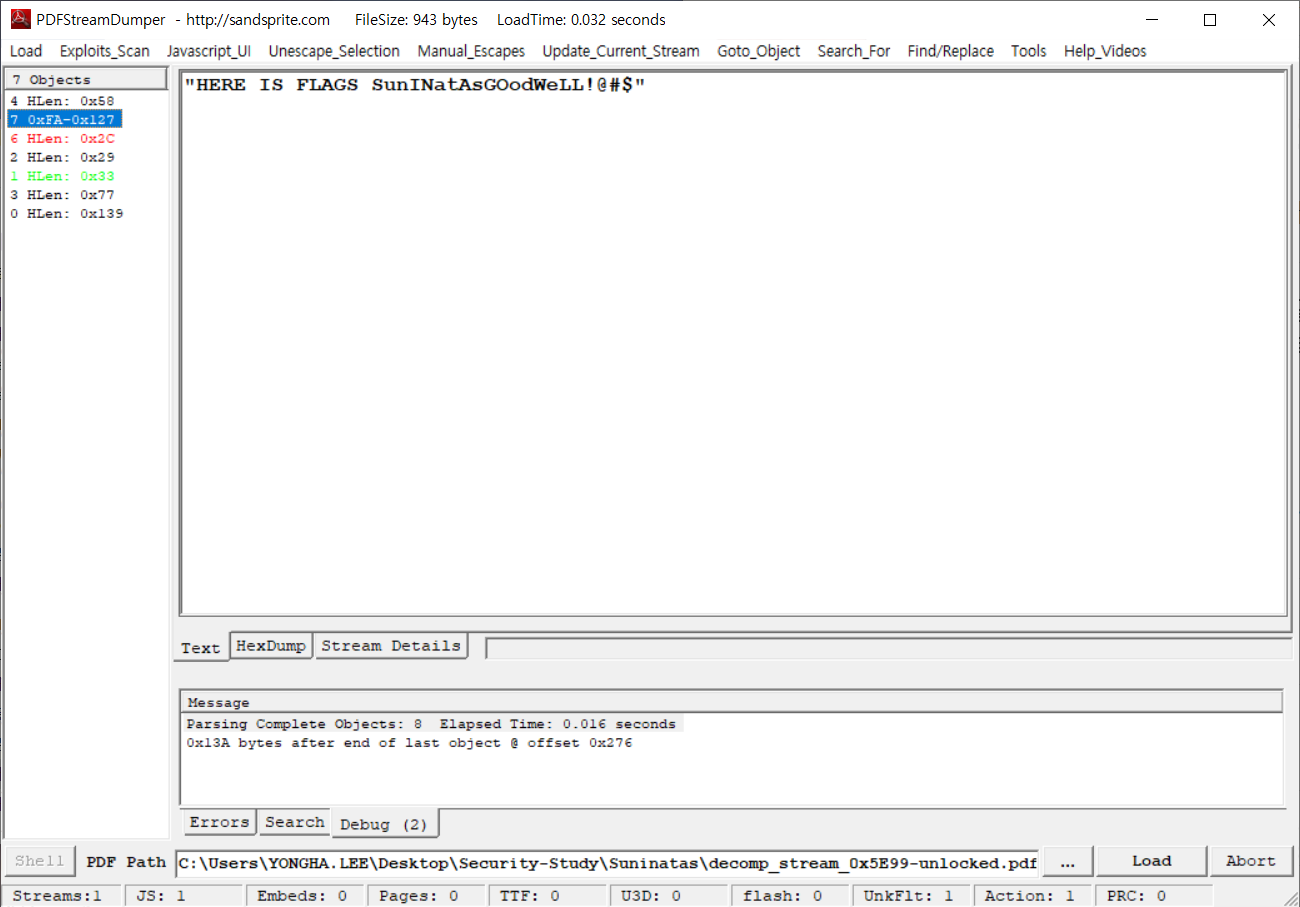 PDFStreamDumper - http://sandsprite.com FileSize: 943 bytes LoadTime: 0.032 seconds
Load Exploits_Scan Javascript_UI Unescape_Selection Manual_Escapes Update_Current_Stream Goto_Object Search_For Find/Replace Tools Help_Videos
7 Objects
4 HLen: 0x58
7 0xFA-0x127
6 HLen: 0x2C
2 HLen: 0x29
1 HLen: 0x33
3 HLen: 0x77
0 HLen: 0x139
"HERE IS FLAGS SunINatAsGOodWeLL!@#$"
Text HexDump Stream Details
Message
Parsing Complete Objects: 8 Elapsed Time: 0.016 seconds
0x13A bytes after end of last object @ offset 0x276
Errors Search Debug (2)
Shell PDF Path C:\Users\YONGHA.LEE\Desktop\Security-Study\Suninatas\decomp_stream_0x5E99-unlocked.pdf ... Load Abort
Streams:1 JS: 1 Embeds: 0 Pages: 0 TTF: 0 U3D: 0 flash: 0 UnkFlt: 1 Action: 1 PRC: 0